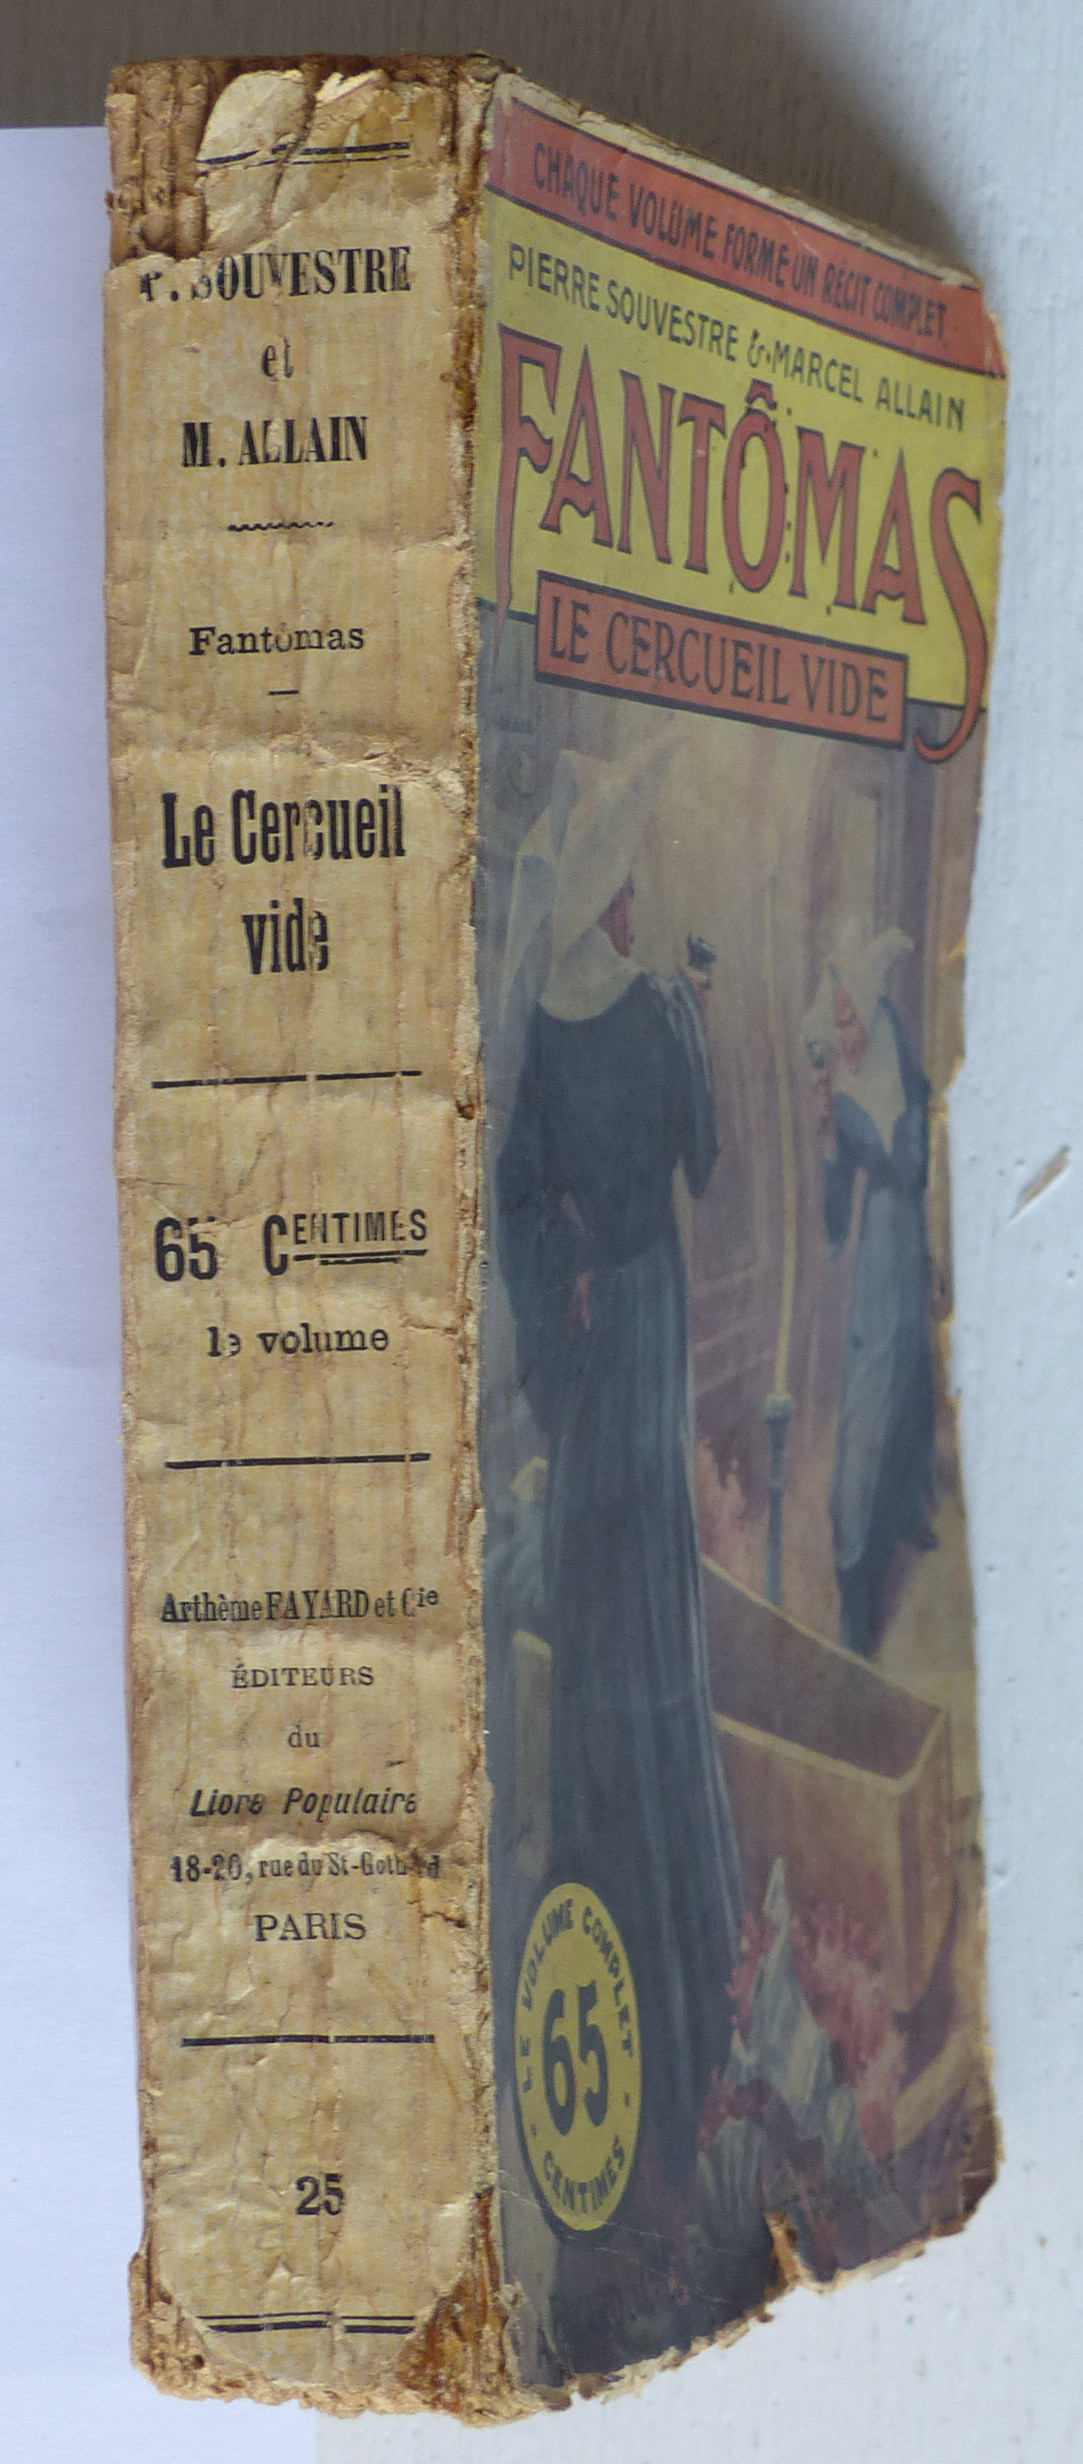 P. SOUVESTRE
et
M. ALLAIN
Fantômas
Le Cercueil
vide
65 CENTIMES
le volume
Arthème FAYARD et Cie
ÉDITEURS
du
Livre Populaire
18-20, rue du St-Gothard
PARIS
25
CHAQUE VOLUME FORME UN RÉCIT COMPLET
PIERRE SOUVESTRE & MARCEL ALLAIN
FANTÔMAS
LE CERCUEIL VIDE
LE VOLUME COMPLET
65
CENTIMES